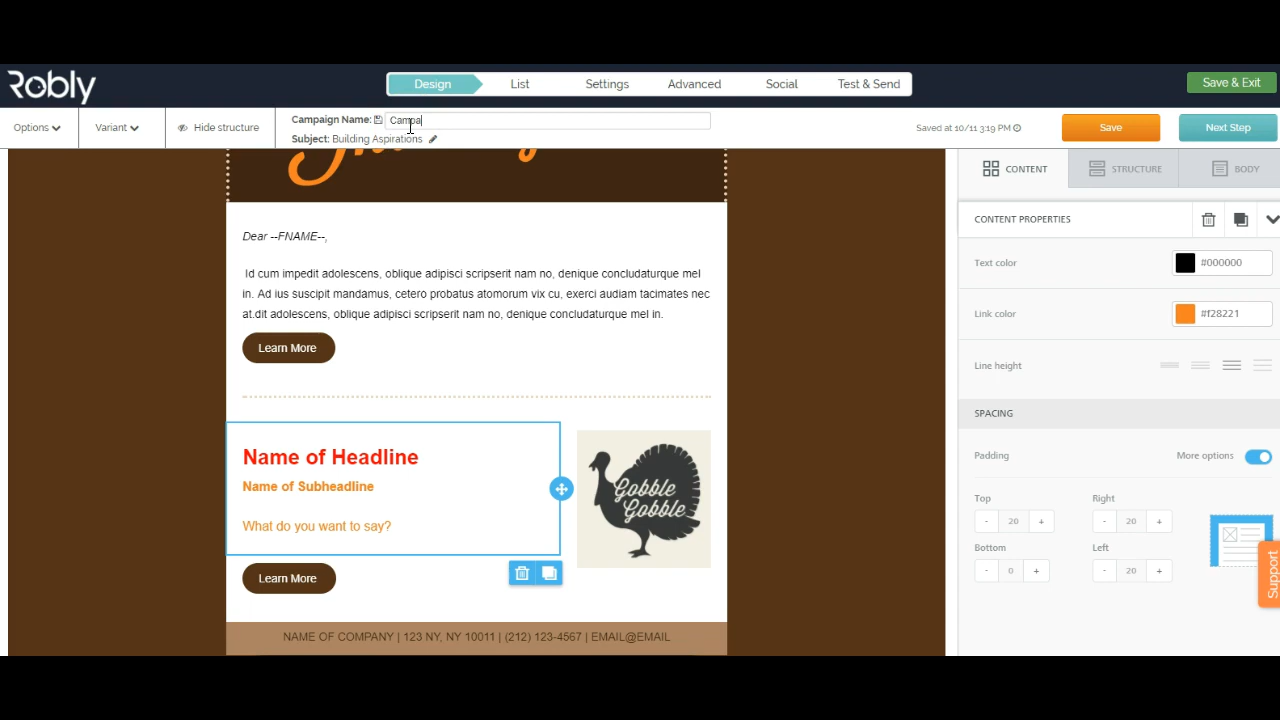 Robly
Design
List
Settings
Advanced
Social
Test & Send
Save & Exit
Options
Variant
Hide structure
Campaign Name: Campa
Subject: Building Aspirations
Saved at 10/11 3:19 PM
Save
Next Step
CONTENT
STRUCTURE
BODY
Dear --FNAME--,
Id cum impedit adolescens, oblique adipisci scripserit nam no, denique concludaturque mel
in. Ad ius suscipit mandamus, cetero probatus atomorum vix cu, exerci audiam tacimates nec
at.dit adolescens, oblique adipisci scripserit nam no, denique concludaturque mel in.
Learn More
Name of Headline
Name of Subheadline
What do you want to say?
Gobble
Gobble
Learn More
NAME OF COMPANY | 123 NY, NY 10011 | (212) 123-4567 | EMAIL@EMAIL
CONTENT PROPERTIES
Text color
#000000
Link color
#f28221
Line height
SPACING
Padding
More options
Top
Right
- 20 +
- 20 +
Bottom
Left
- 0 +
- 20 +
Support